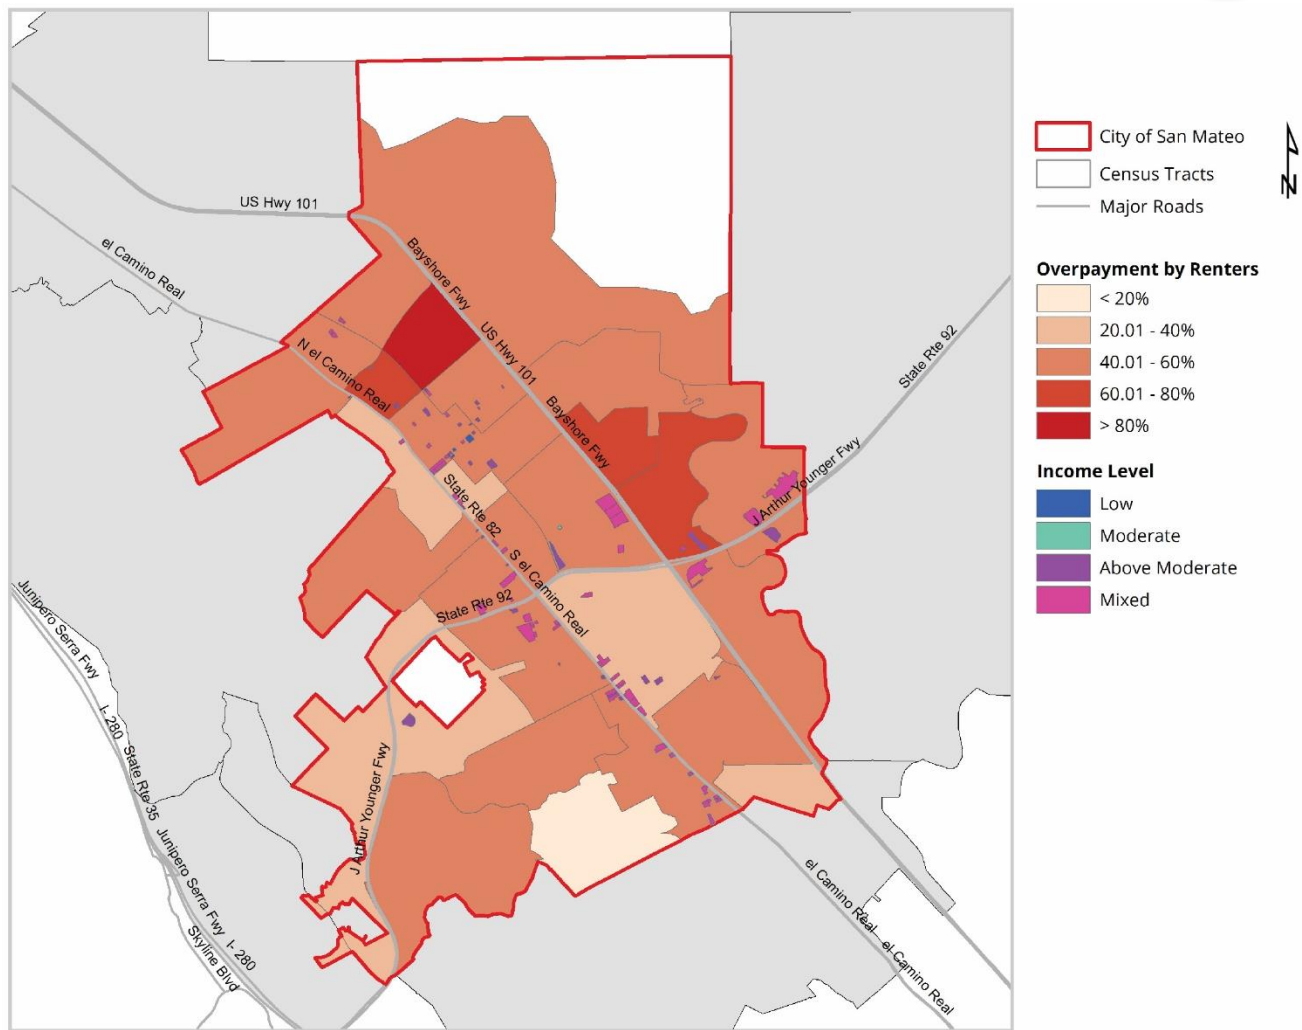 US Hwy 101
el Camino Real
Bayshore Fwy
US Hwy 101
N el Camino Real
Bayshore Fwy
State Rte 92
J Arthur Younger Fwy
State Rte 82
S el Camino Real
State Rte 92
Junipero Serra Fwy
I- 280
State Rte 35
Junipero Serra Fwy
I- 280
Skyline Blvd
J Arthur Younger Fwy
el Camino Real
el Camino Real
City of San Mateo
Census Tracts
Major Roads
N
Overpayment by Renters
< 20%
20.01 - 40%
40.01 - 60%
60.01 - 80%
> 80%
Income Level
Low
Moderate
Above Moderate
Mixed